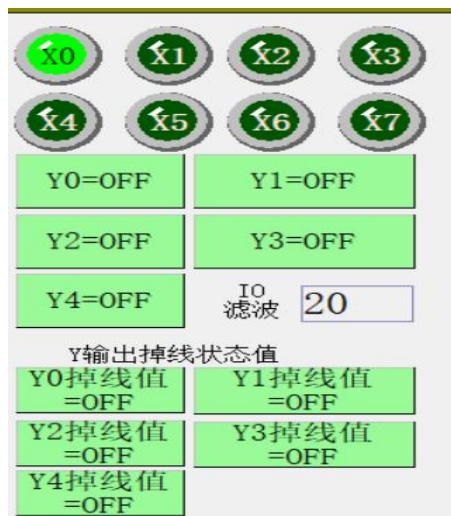 X0 X1 X2 X3
X4 X5 X6 X7
Y0=OFF Y1=OFF
Y2=OFF Y3=OFF
Y4=OFF
IO
滤波 20
Y输出掉线状态值
Y0掉线值 Y1掉线值
=OFF =OFF
Y2掉线值 Y3掉线值
=OFF =OFF
Y4掉线值
=OFF